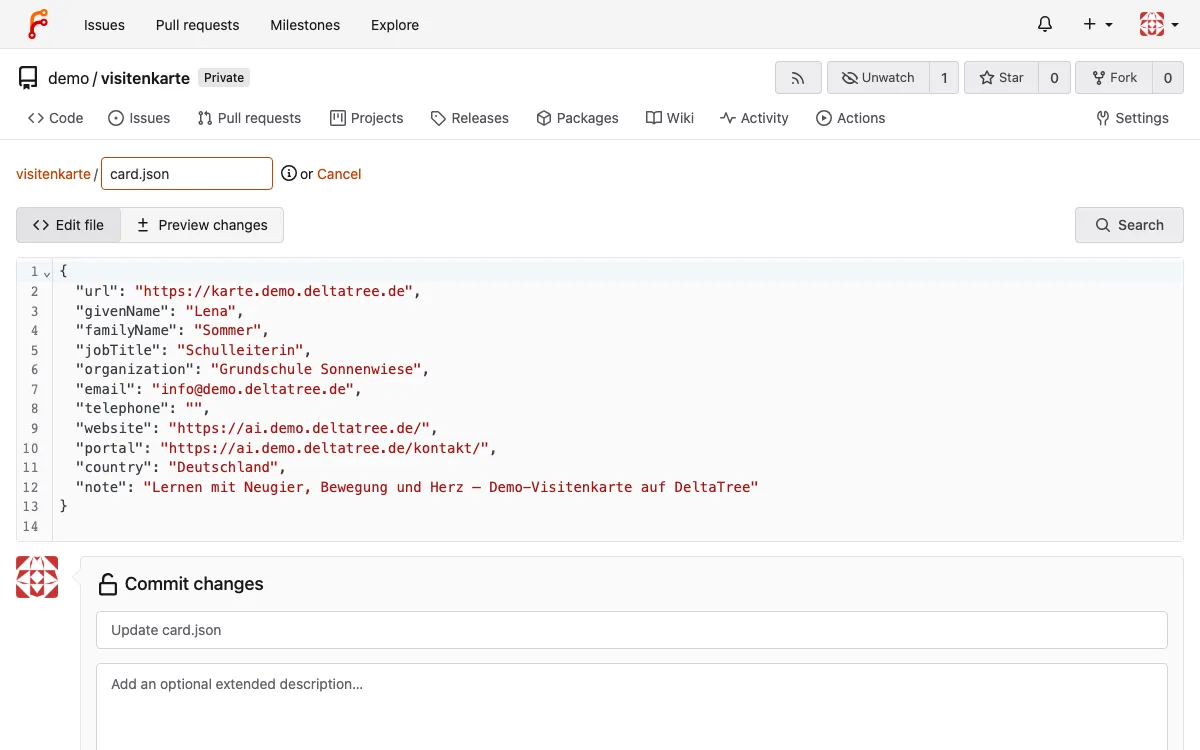 Issues Pull requests Milestones Explore
demo / visitenkarte Private
Unwatch 1 Star 0 Fork 0
Code Issues Pull requests Projects Releases Packages Wiki Activity Actions Settings
visitenkarte / card.json or Cancel
Edit file Preview changes Search
1 {
2 "url": "https://karte.demo.deltatree.de",
3 "givenName": "Lena",
4 "familyName": "Sommer",
5 "jobTitle": "Schulleiterin",
6 "organization": "Grundschule Sonnenwiese",
7 "email": "info@demo.deltatree.de",
8 "telephone": "",
9 "website": "https://ai.demo.deltatree.de/",
10 "portal": "https://ai.demo.deltatree.de/kontakt/",
11 "country": "Deutschland",
12 "note": "Lernen mit Neugier, Bewegung und Herz – Demo-Visitenkarte auf DeltaTree"
13 }
14
Commit changes
Update card.json
Add an optional extended description…